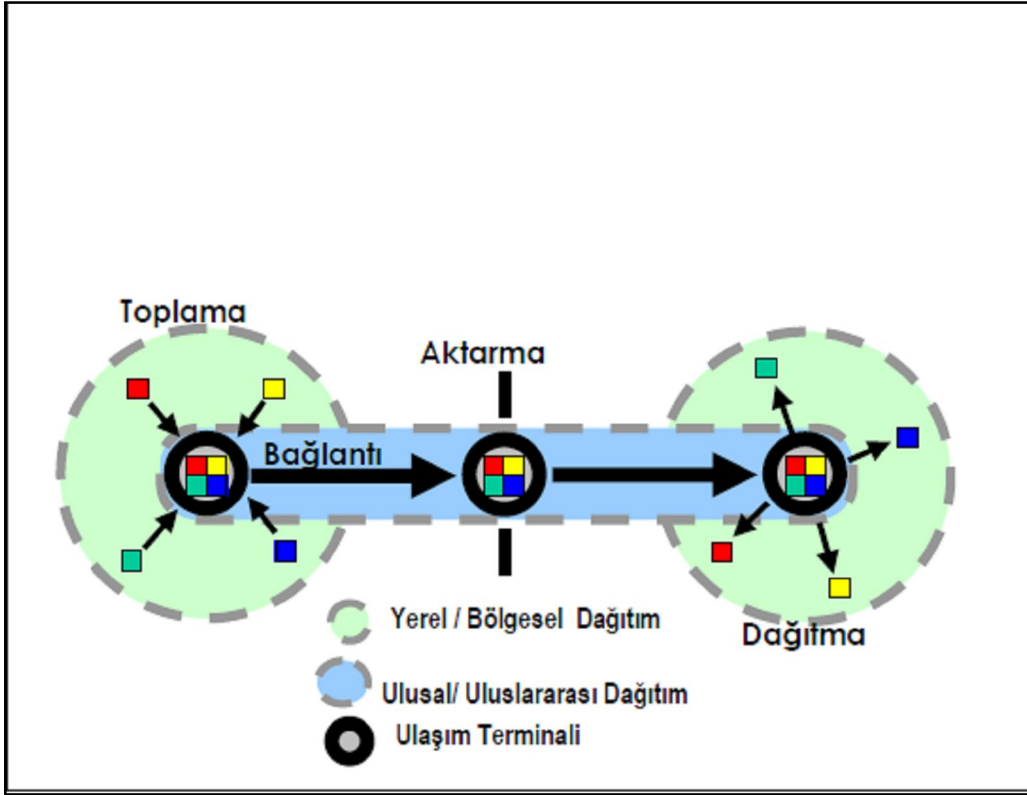 Toplama
Aktarma
Bağlantı
Dağıtma
Yerel / Bölgesel Dağıtım
Ulusal/ Uluslararası Dağıtım
Ulaşım Terminali